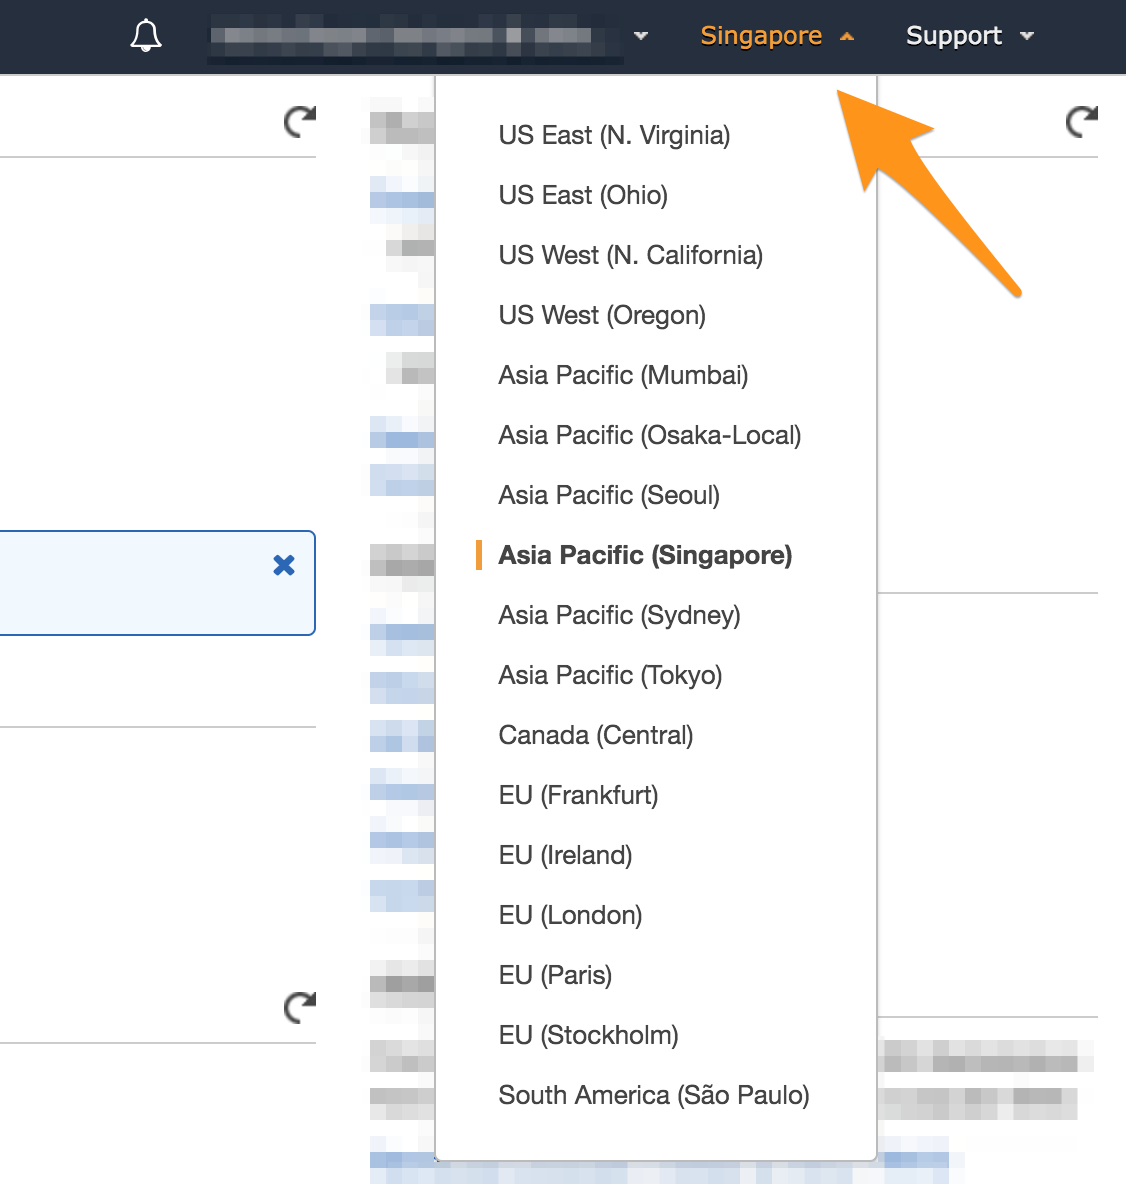 Singapore
Support
US East (N. Virginia)
US East (Ohio)
US West (N. California)
US West (Oregon)
Asia Pacific (Mumbai)
Asia Pacific (Osaka-Local)
Asia Pacific (Seoul)
Asia Pacific (Singapore)
Asia Pacific (Sydney)
Asia Pacific (Tokyo)
Canada (Central)
EU (Frankfurt)
EU (Ireland)
EU (London)
EU (Paris)
EU (Stockholm)
South America (São Paulo)